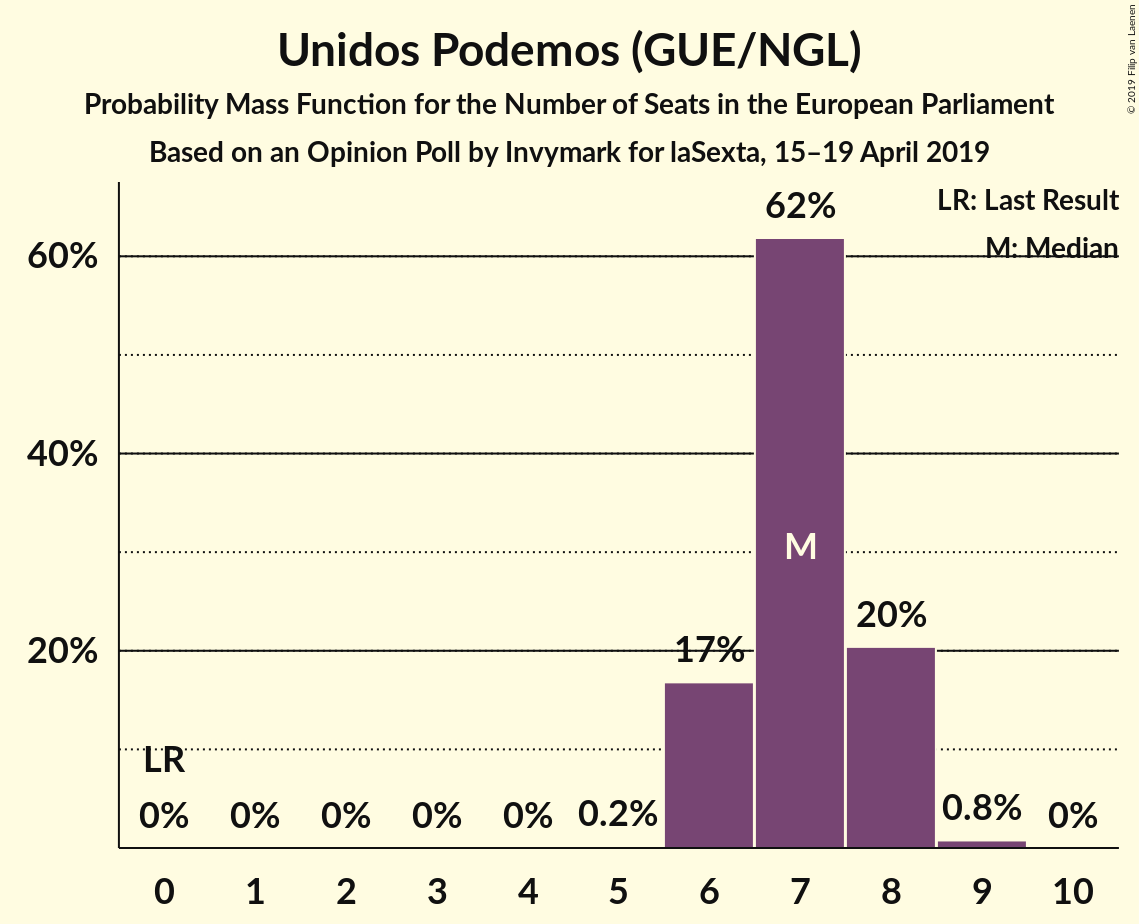 Unidos Podemos (GUE/NGL)
Probability Mass Function for the Number of Seats in the European Parliament
Based on an Opinion Poll by Invymark for laSexta, 15–19 April 2019
© 2019 Filip van Laenen
LR: Last Result
M: Median
62%
60%
40%
M
20%
17%
20%
LR
0%
0%
0%
0%
0%
0.2%
0.8%
0%
0 1 2 3 4 5 6 7 8 9 10